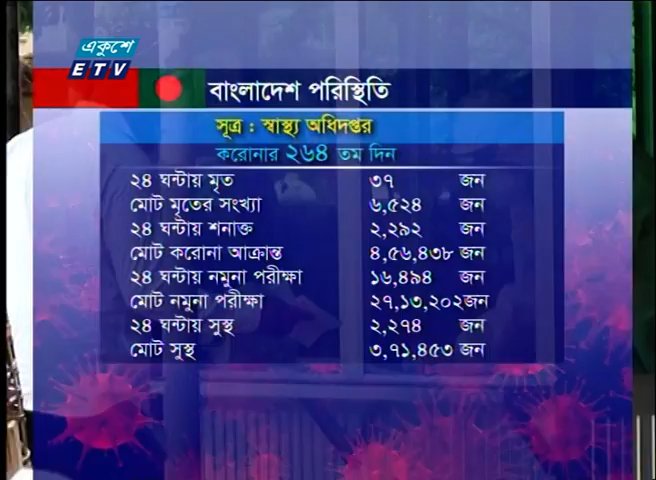 একুশে
ETV
বাংলাদেশ পরিস্থিতি
সূত্র : স্বাস্থ্য অধিদপ্তর
করোনার ২৬৪ তম দিন
২৪ ঘন্টায় মৃত ৩৭ জন
মোট মৃতের সংখ্যা ৬,৫২৪ জন
২৪ ঘন্টায় শনাক্ত ২,২৯২ জন
মোট করোনা আক্রান্ত ৪,৫৬,৪৩৮ জন
২৪ ঘন্টায় নমুনা পরীক্ষা ১৬,৪৯৪ জন
মোট নমুনা পরীক্ষা ২৭,১৩,২০২জন
২৪ ঘন্টায় সুস্থ ২,২৭৪ জন
মোট সুস্থ ৩,৭১,৪৫৩ জন